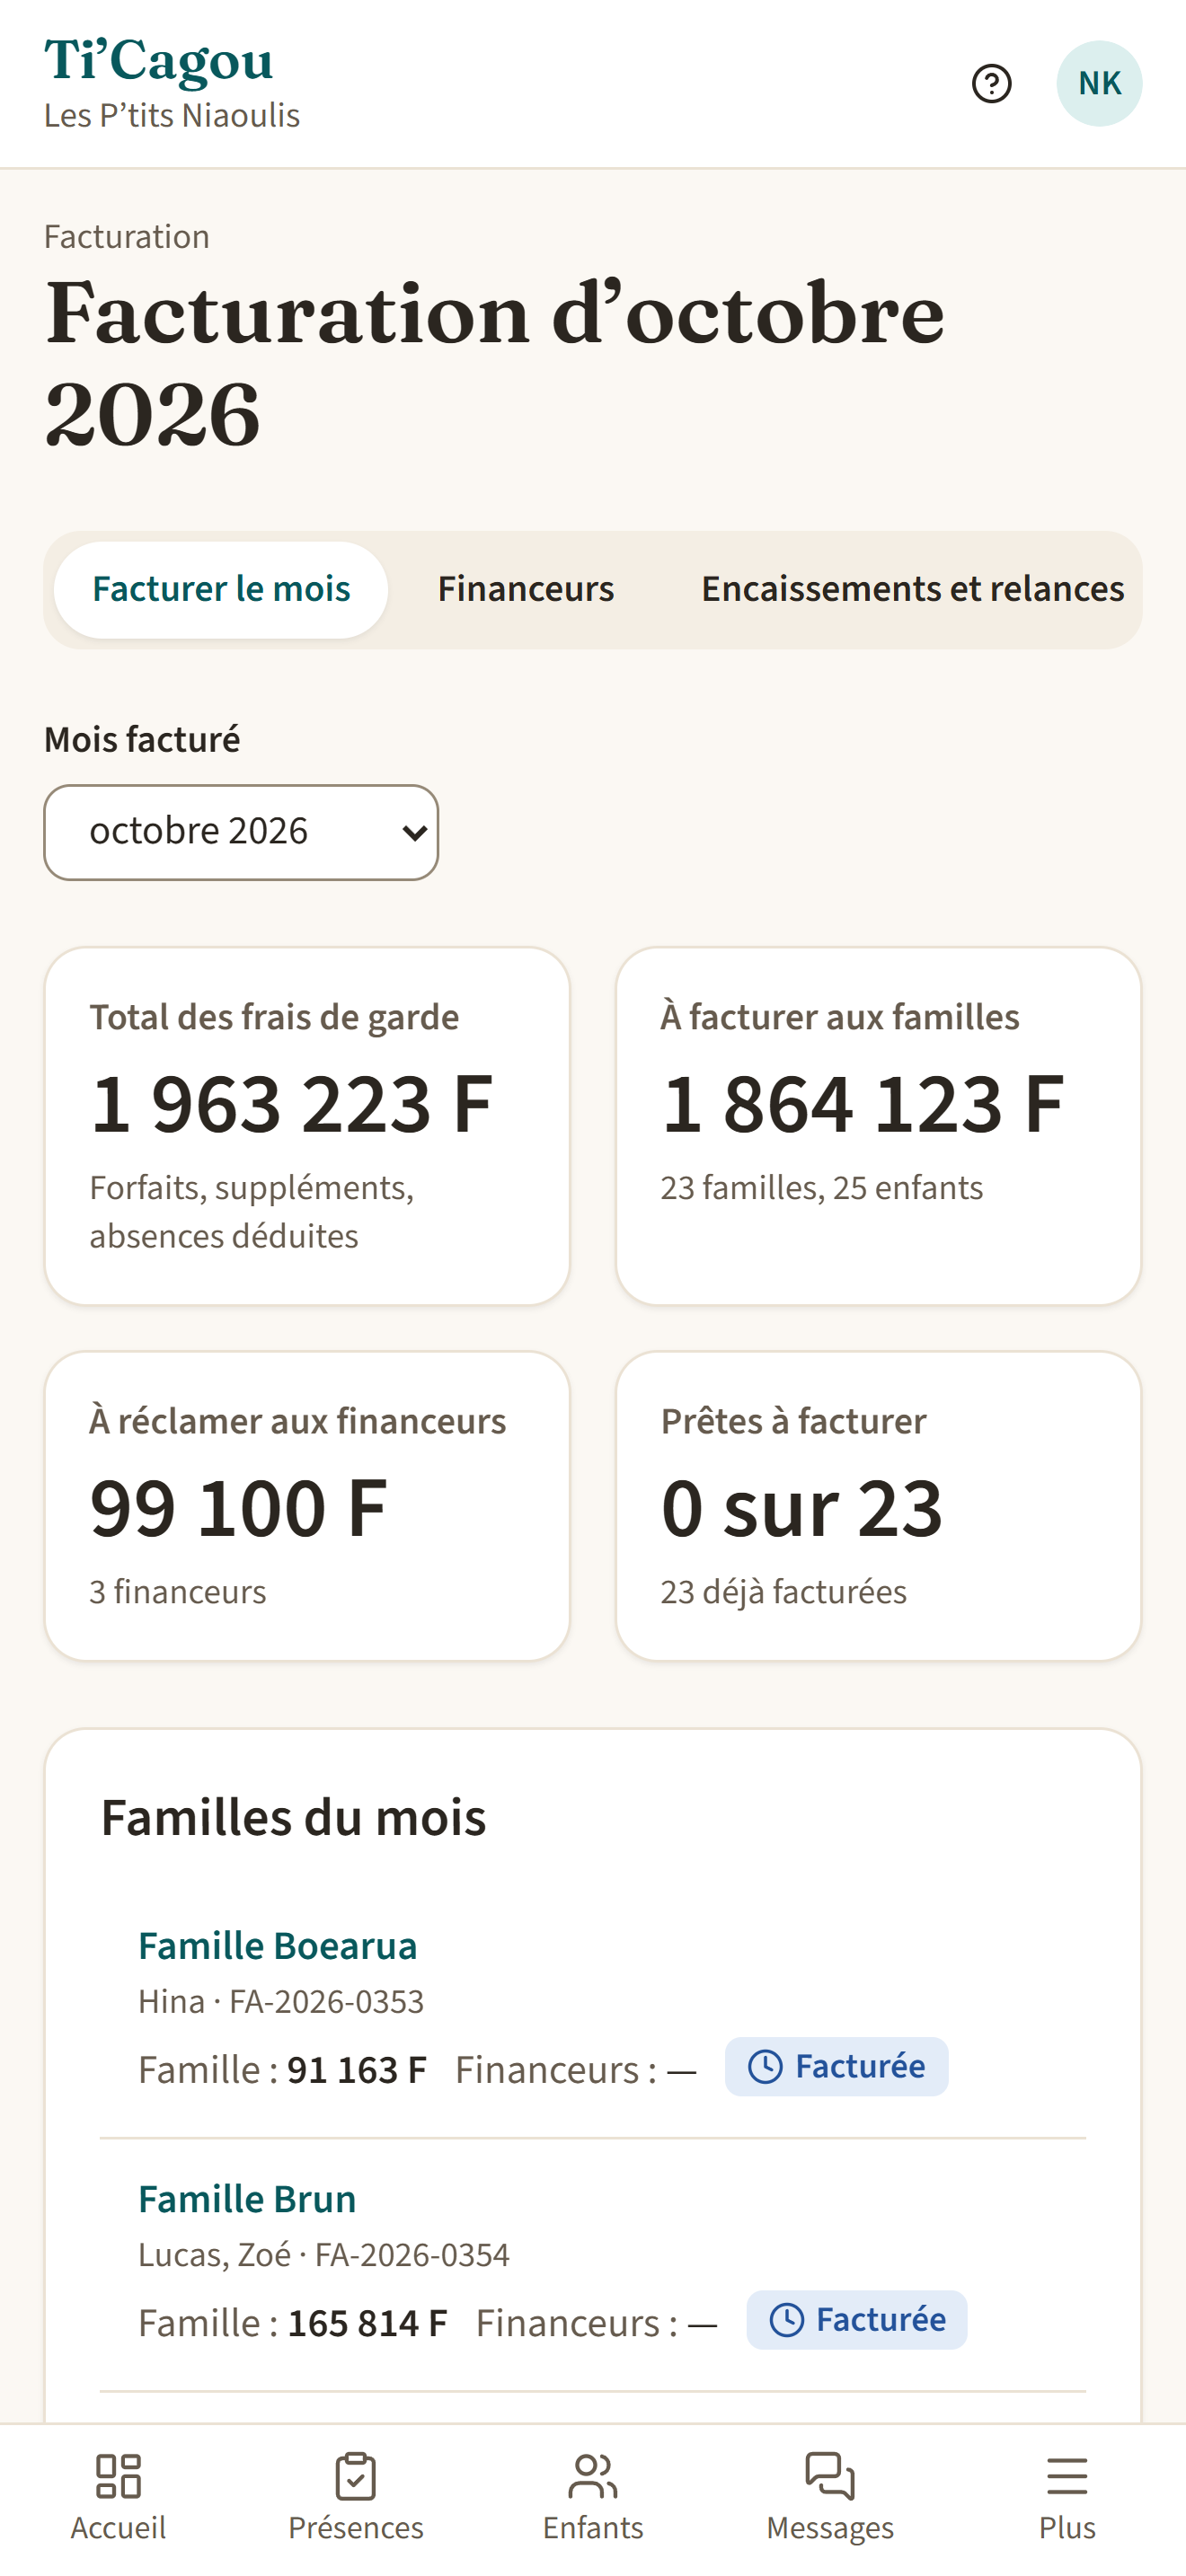 Ti’Cagou
Les P’tits Niaoulis
NK
Facturation
Facturation d’octobre
2026
Facturer le mois
Financeurs
Encaissements et relances
Mois facturé
octobre 2026
Total des frais de garde
1 963 223 F
Forfaits, suppléments,
absences déduites
À facturer aux familles
1 864 123 F
23 familles, 25 enfants
À réclamer aux financeurs
99 100 F
3 financeurs
Prêtes à facturer
0 sur 23
23 déjà facturées
Familles du mois
Famille Boearua
Hina · FA-2026-0353
Famille : 91 163 F Financeurs : — Facturée
Famille Brun
Lucas, Zoé · FA-2026-0354
Famille : 165 814 F Financeurs : — Facturée
Accueil
Présences
Enfants
Messages
Plus